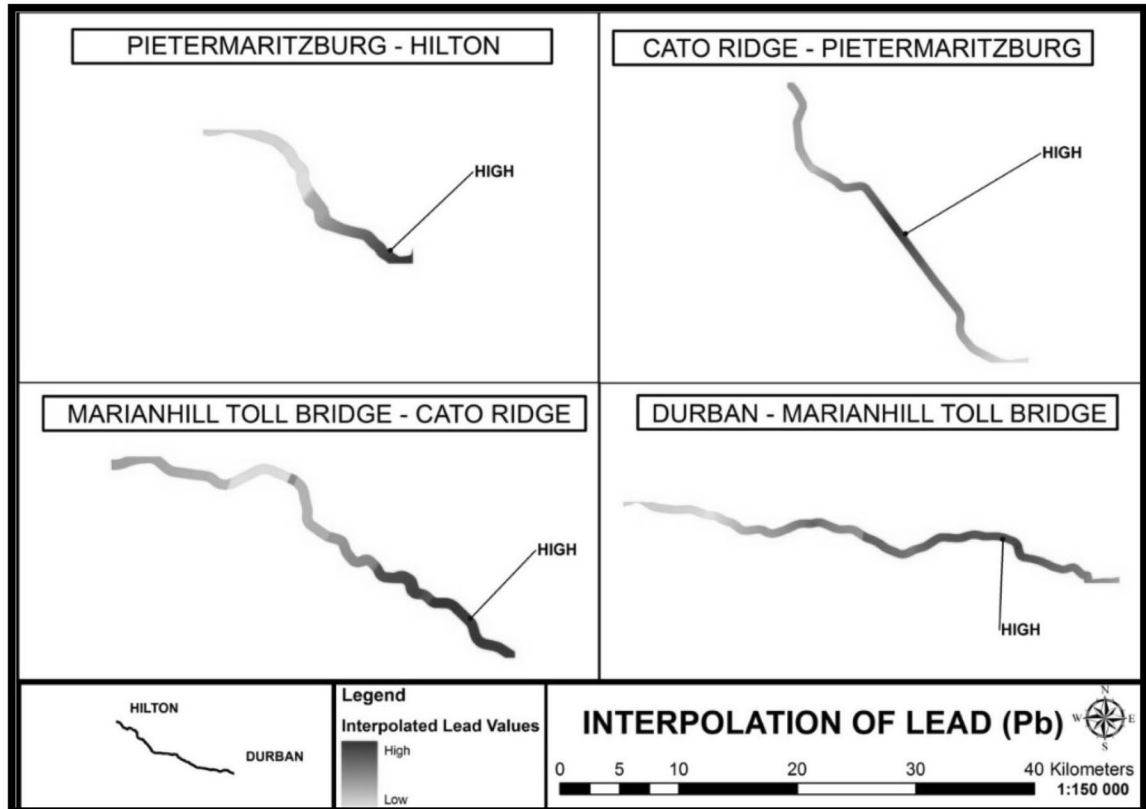 PIETERMARITZBURG - HILTON
HIGH
CATO RIDGE - PIETERMARITZBURG
HIGH
MARIANHILL TOLL BRIDGE - CATO RIDGE
HIGH
DURBAN - MARIANHILL TOLL BRIDGE
HIGH
HILTON
DURBAN
Legend
Interpolated Lead Values
High
Low
INTERPOLATION OF LEAD (Pb)
N
W E
S
0 5 10 20 30 40 Kilometers
1:150 000